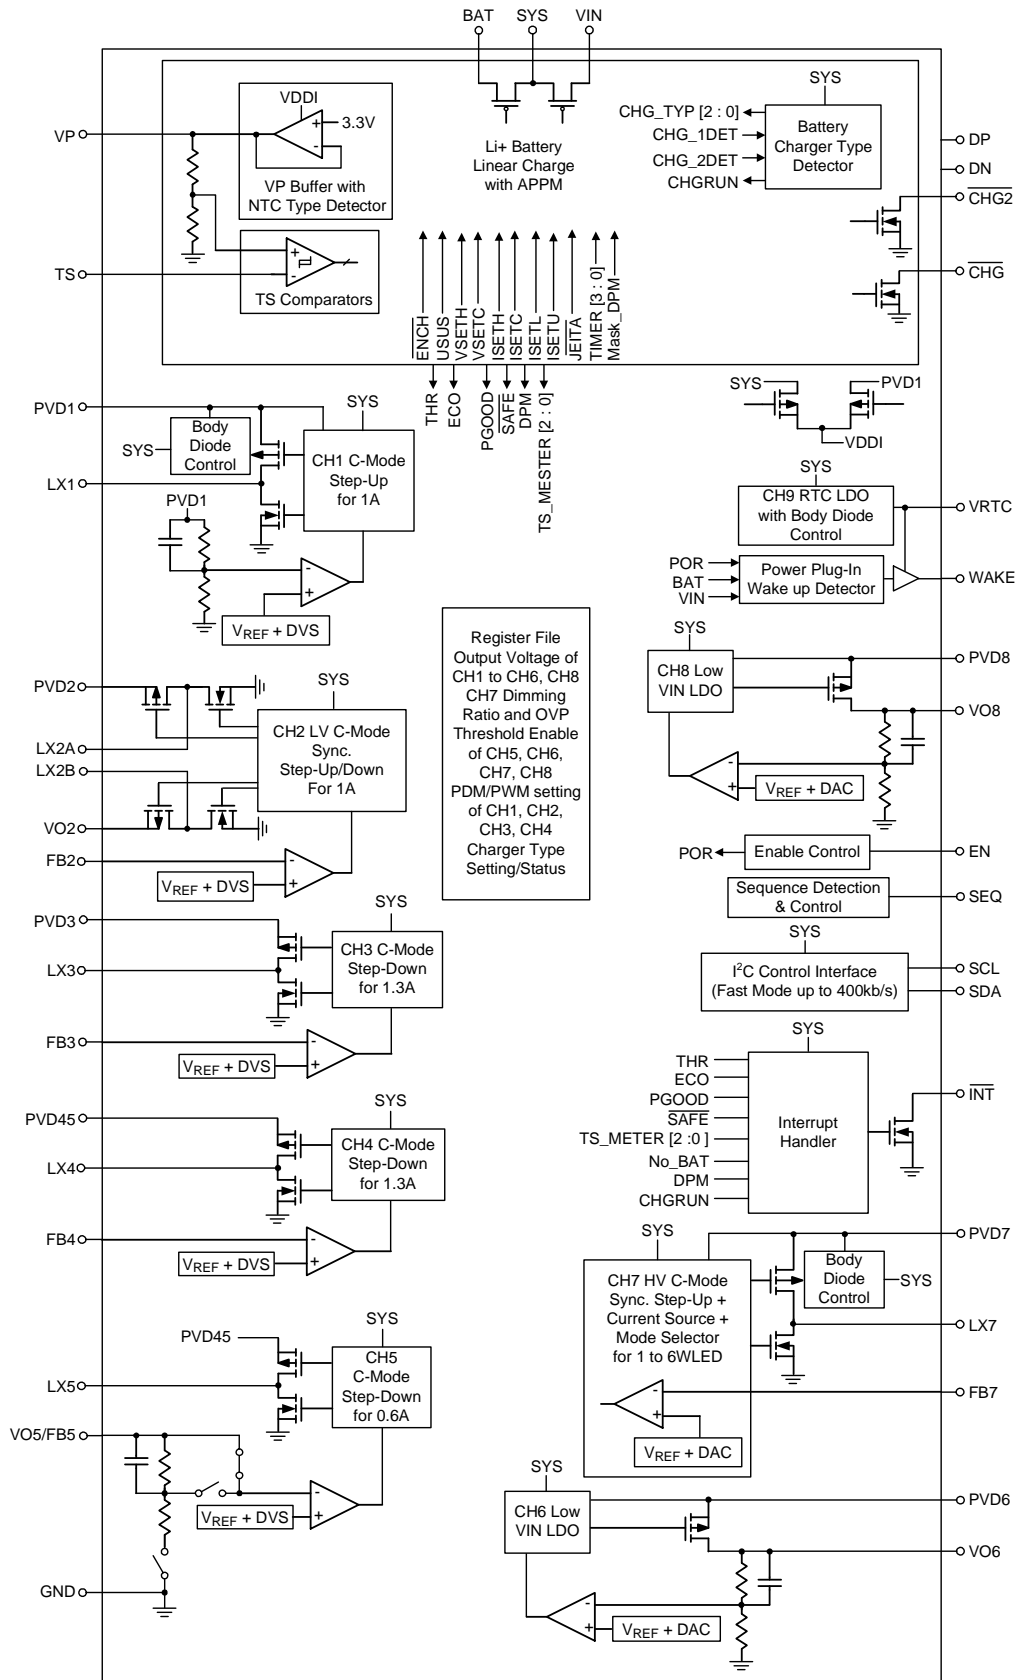 BAT
SYS
VIN
VDDI
3.3V
+
-
VP
VP Buffer with
NTC Type Detector
TS
+
-
TS Comparators
Li+ Battery
Linear Charge
with APPM
SYS
CHG_TYP [2 : 0]
CHG_1DET
CHG_2DET
CHGRUN
Battery
Charger Type
Detector
DP
DN
CHG2
CHG
ENCH
USUS
VSETH
VSETC
ISETH
ISETC
ISETL
ISETU
JEITA
TIMER [3 : 0]
Mask_DPM
THR
ECO
PGOOD
SAFE
DPM
TS_MESTER [2 : 0]
SYS
PVD1
VDDI
PVD1
SYS
Body
Diode
Control
SYS
LX1
CH1 C-Mode
Step-Up
for 1A
PVD1
-
+
VREF + DVS
SYS
CH9 RTC LDO
with Body Diode
Control
VRTC
POR
BAT
VIN
Power Plug-In
Wake up Detector
WAKE
Register File
Output Voltage of
CH1 to CH6, CH8
CH7 Dimming
Ratio and OVP
Threshold Enable
of CH5, CH6,
CH7, CH8
PDM/PWM setting
of CH1, CH2,
CH3, CH4
Charger Type
Setting/Status
SYS
CH8 Low
VIN LDO
PVD8
VO8
-
+
VREF + DAC
PVD2
SYS
LX2A
LX2B
CH2 LV C-Mode
Sync.
Step-Up/Down
For 1A
VO2
FB2
-
+
VREF + DVS
POR
Enable Control
EN
Sequence Detection
& Control
SEQ
SYS
I2C Control Interface
(Fast Mode up to 400kb/s)
SCL
SDA
PVD3
SYS
LX3
CH3 C-Mode
Step-Down
for 1.3A
FB3
-
+
VREF + DVS
SYS
THR
ECO
PGOOD
SAFE
TS_METER [2 :0 ]
No_BAT
DPM
CHGRUN
Interrupt
Handler
INT
PVD45
SYS
LX4
CH4 C-Mode
Step-Down
for 1.3A
FB4
-
+
VREF + DVS
SYS
PVD7
CH7 HV C-Mode
Sync. Step-Up +
Current Source +
Mode Selector
for 1 to 6WLED
Body
Diode
Control
SYS
LX7
-
+
FB7
VREF + DAC
PVD45
SYS
LX5
CH5
C-Mode
Step-Down
for 0.6A
VO5/FB5
-
+
VREF + DVS
GND
SYS
CH6 Low
VIN LDO
PVD6
VO6
-
+
VREF + DAC